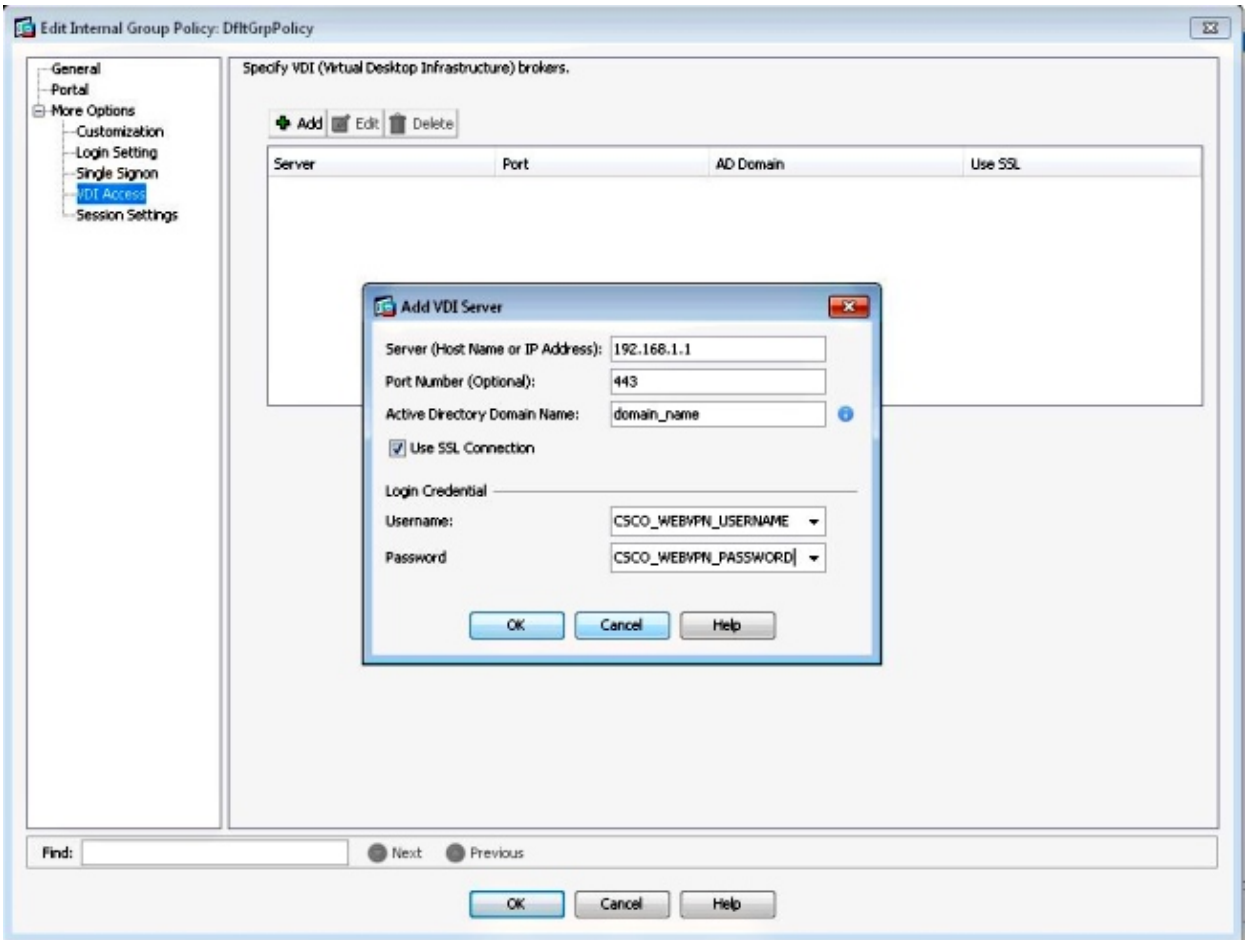 Edit Internal Group Policy: DfltGrpPolicy
General
Portal
More Options
Customization
Login Setting
Single Signon
VDI Access
Session Settings
Specify VDI (Virtual Desktop Infrastructure) brokers.
Add Edit Delete
Server Port AD Domain Use SSL
Add VDI Server
Server (Host Name or IP Address): 192.168.1.1
Port Number (Optional): 443
Active Directory Domain Name: domain_name
Use SSL Connection
Login Credential
Username: CSCO_WEBVPN_USERNAME
Password CSCO_WEBVPN_PASSWORD
OK Cancel Help
Find: Next Previous
OK Cancel Help